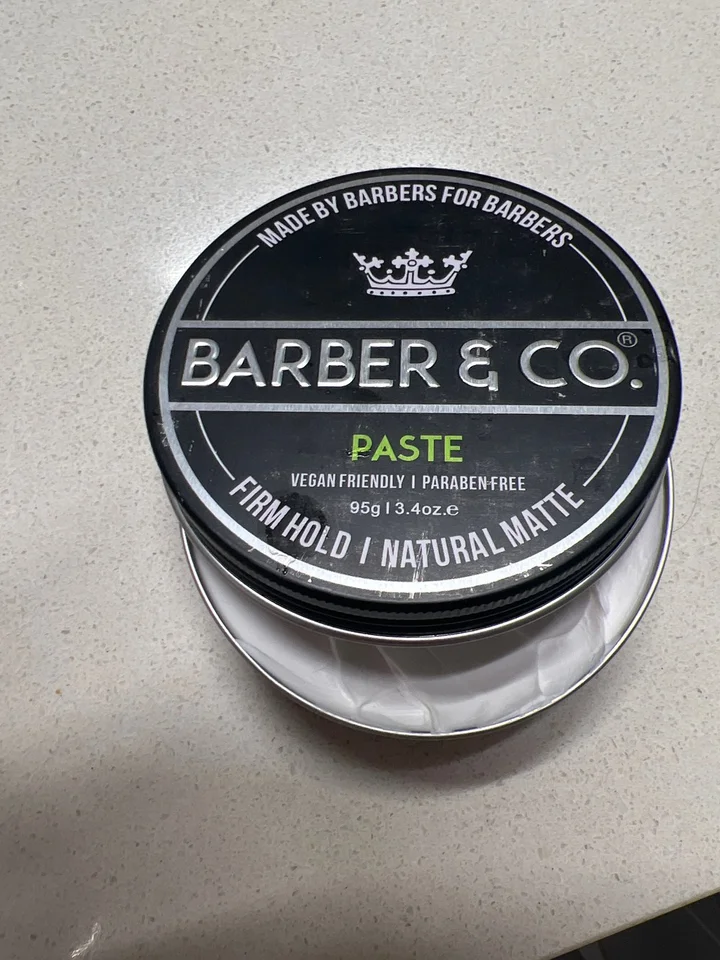 MADE BY BARBERS FOR BARBERS
BARBER & CO.®
PASTE
VEGAN FRIENDLY | PARABEN FREE
95g | 3.4oz.e
FIRM HOLD | NATURAL MATTE